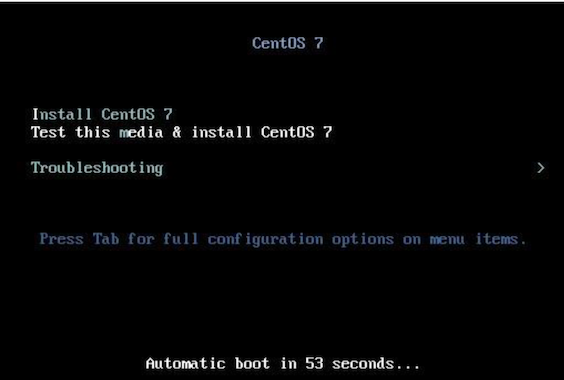 CentOS 7
Install CentOS 7
Test this media & install CentOS 7
Troubleshooting >
Press Tab for full configuration options on menu items.
Automatic boot in 53 seconds...